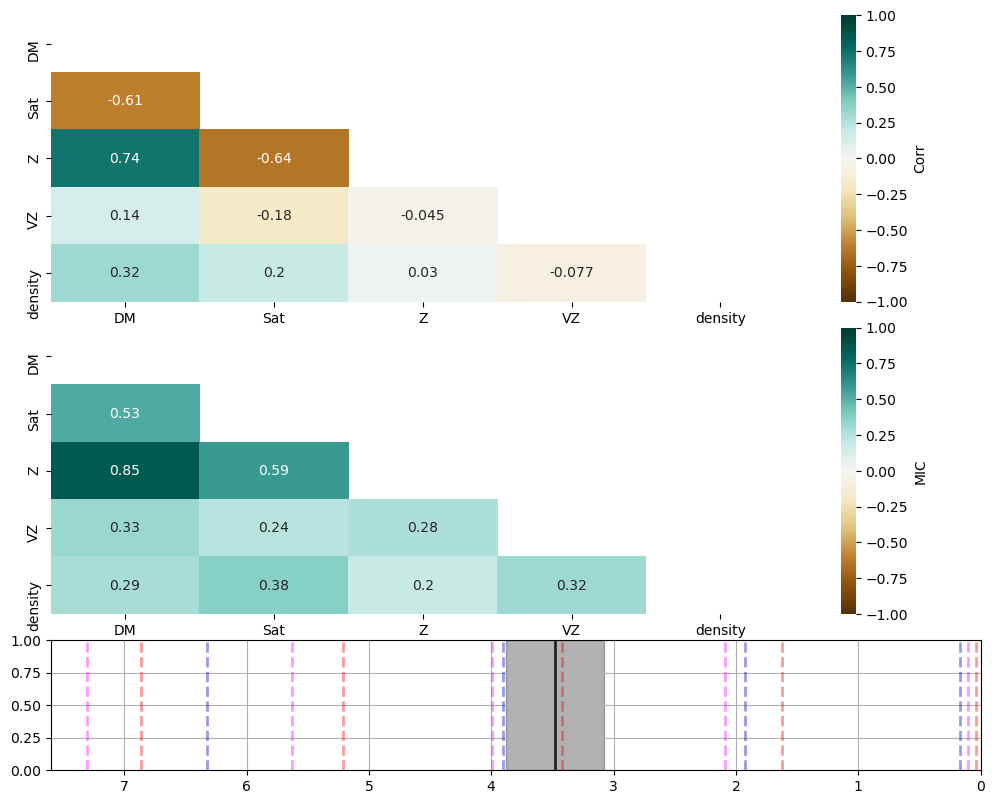 DM
Sat
Z
VZ
density
-0.61
0.74 -0.64
0.14 -0.18 -0.045
0.32 0.2 0.03 -0.077
DM Sat Z VZ density
1.00
0.75
0.50
0.25
0.00
−0.25
−0.50
−0.75
−1.00
Corr
DM
Sat
Z
VZ
density
0.53
0.85 0.59
0.33 0.24 0.28
0.29 0.38 0.2 0.32
DM Sat Z VZ density
1.00
0.75
0.50
0.25
0.00
−0.25
−0.50
−0.75
−1.00
MIC
1.00
0.75
0.50
0.25
0.00
7 6 5 4 3 2 1 0